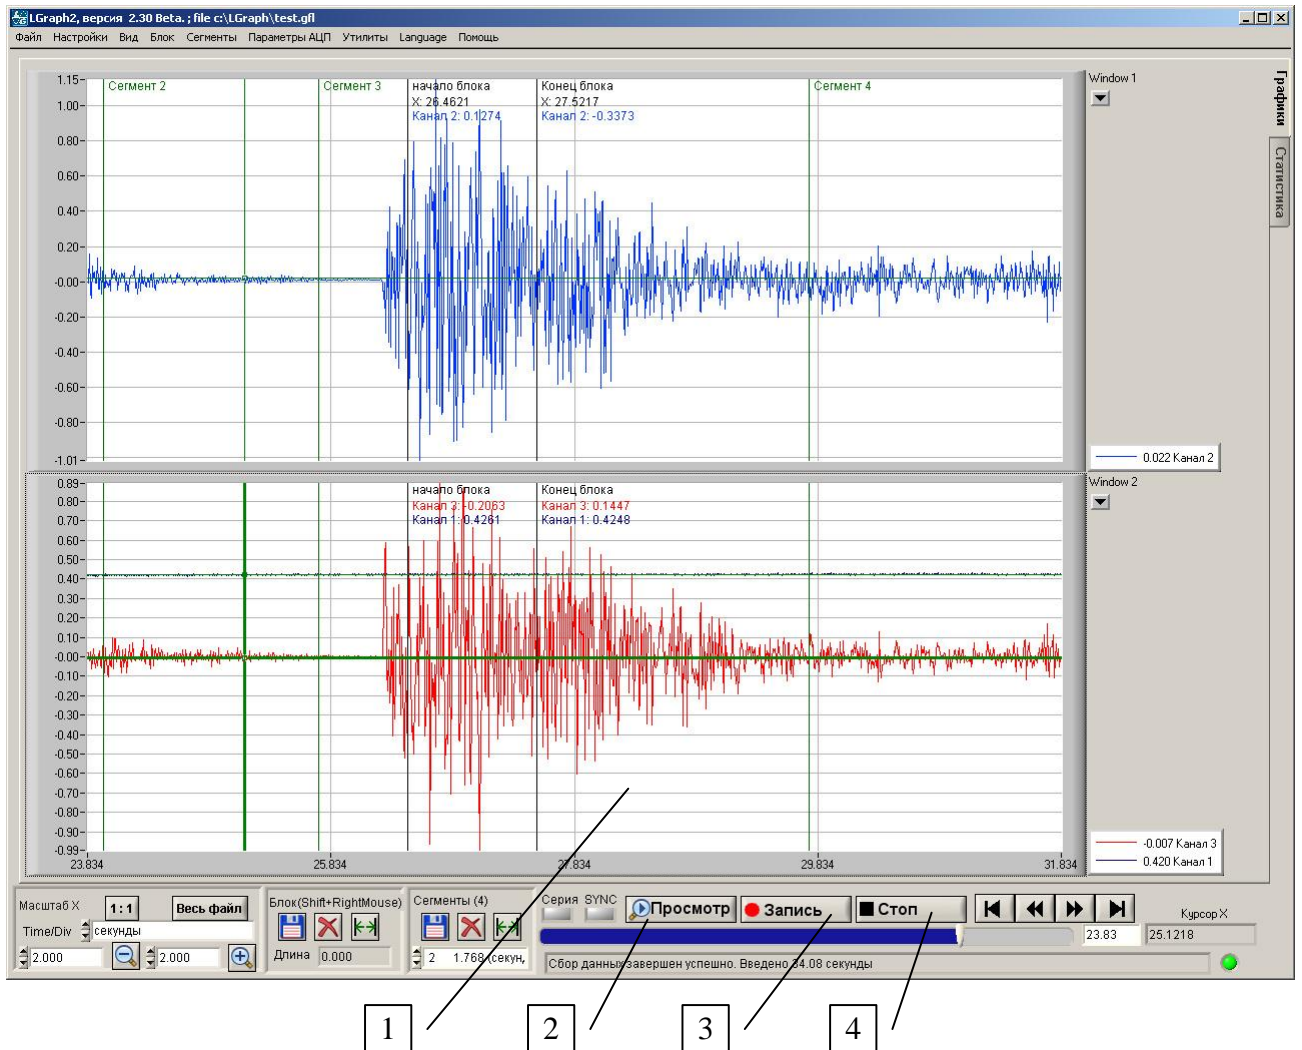 LGraph2, версия 2.30 Beta. ; file c:\LGraph\test.gfl
Файл Настройки Вид Блок Сегменты Параметры АЦП Утилиты Language Помощь
Графики
Статистика
Window 1
Сегмент 2
Сегмент 3
начало блока
X: 26.4621
Канал 2: 0.1274
Конец блока
X: 27.5217
Канал 2: -0.3373
Сегмент 4
1.15
1.00
0.80
0.60
0.40
0.20
-0.00
-0.20
-0.40
-0.60
-0.80
-1.01
0.022 Канал 2
Window 2
начало блока
Канал 3: -0.2063
Канал 1: 0.4261
Конец блока
Канал 3: 0.1447
Канал 1: 0.4248
0.89
0.80
0.70
0.60
0.50
0.40
0.30
0.20
0.10
-0.00
-0.10
-0.20
-0.30
-0.40
-0.50
-0.60
-0.70
-0.80
-0.90
-0.99
23.834 25.834 27.834 29.834 31.834
-0.007 Канал 3
0.420 Канал 1
Масштаб X 1:1 Весь файл
Time/Div секунды
2.000 2.000
Блок(Shift+RightMouse)
Длина 0.000
Сегменты (4)
2 1.768 (секун,
Серия SYNC Просмотр Запись Стоп
23.83
Курсор X
25.1218
Сбор данных завершен успешно. Введено 34.08 секунды
1 2 3 4